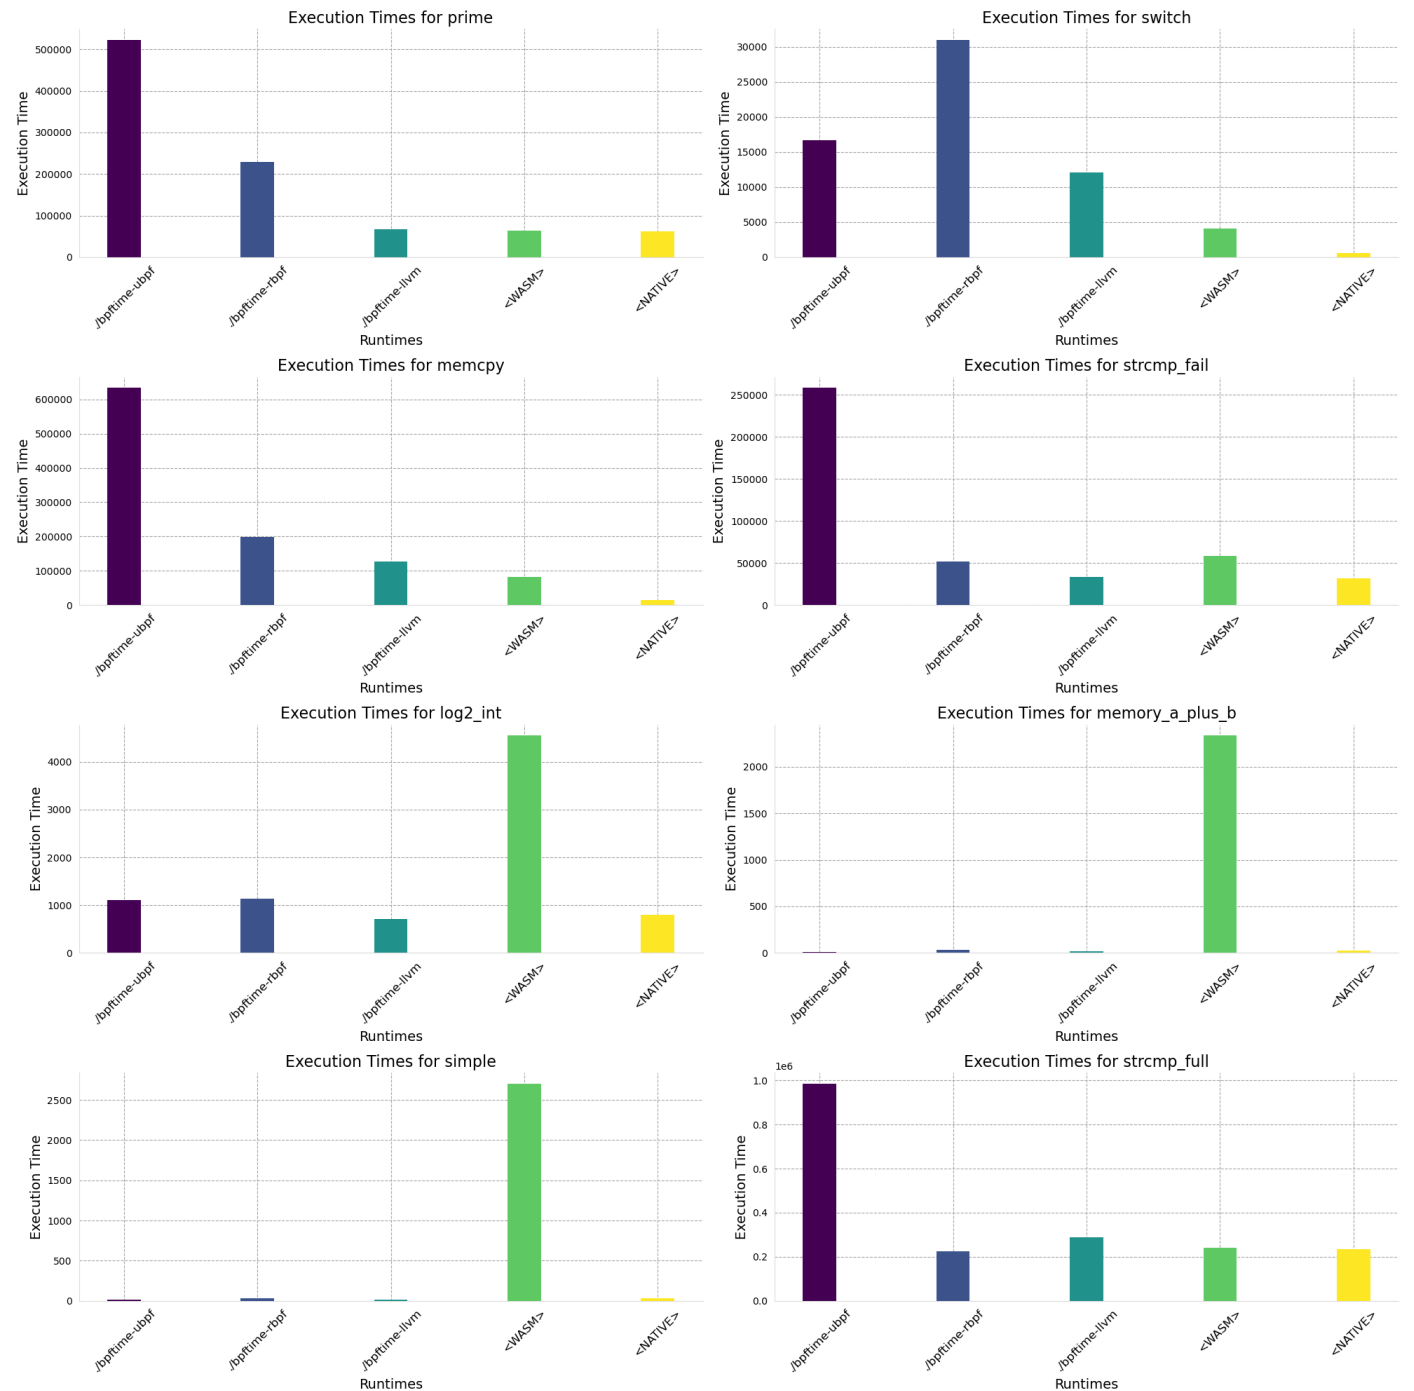 Execution Times for prime
Execution Time
500000
400000
300000
200000
100000
0
./bpftime-ubpf
./bpftime-rbpf
./bpftime-llvm
<WASM>
<NATIVE>
Runtimes
Execution Times for switch
Execution Time
30000
25000
20000
15000
10000
5000
0
./bpftime-ubpf
./bpftime-rbpf
./bpftime-llvm
<WASM>
<NATIVE>
Runtimes
Execution Times for memcpy
Execution Time
600000
500000
400000
300000
200000
100000
0
./bpftime-ubpf
./bpftime-rbpf
./bpftime-llvm
<WASM>
<NATIVE>
Runtimes
Execution Times for strcmp_fail
Execution Time
250000
200000
150000
100000
50000
0
./bpftime-ubpf
./bpftime-rbpf
./bpftime-llvm
<WASM>
<NATIVE>
Runtimes
Execution Times for log2_int
Execution Time
4000
3000
2000
1000
0
./bpftime-ubpf
./bpftime-rbpf
./bpftime-llvm
<WASM>
<NATIVE>
Runtimes
Execution Times for memory_a_plus_b
Execution Time
2000
1500
1000
500
0
./bpftime-ubpf
./bpftime-rbpf
./bpftime-llvm
<WASM>
<NATIVE>
Runtimes
Execution Times for simple
Execution Time
2500
2000
1500
1000
500
0
./bpftime-ubpf
./bpftime-rbpf
./bpftime-llvm
<WASM>
<NATIVE>
Runtimes
Execution Times for strcmp_full
1e6
Execution Time
1.0
0.8
0.6
0.4
0.2
0.0
./bpftime-ubpf
./bpftime-rbpf
./bpftime-llvm
<WASM>
<NATIVE>
Runtimes